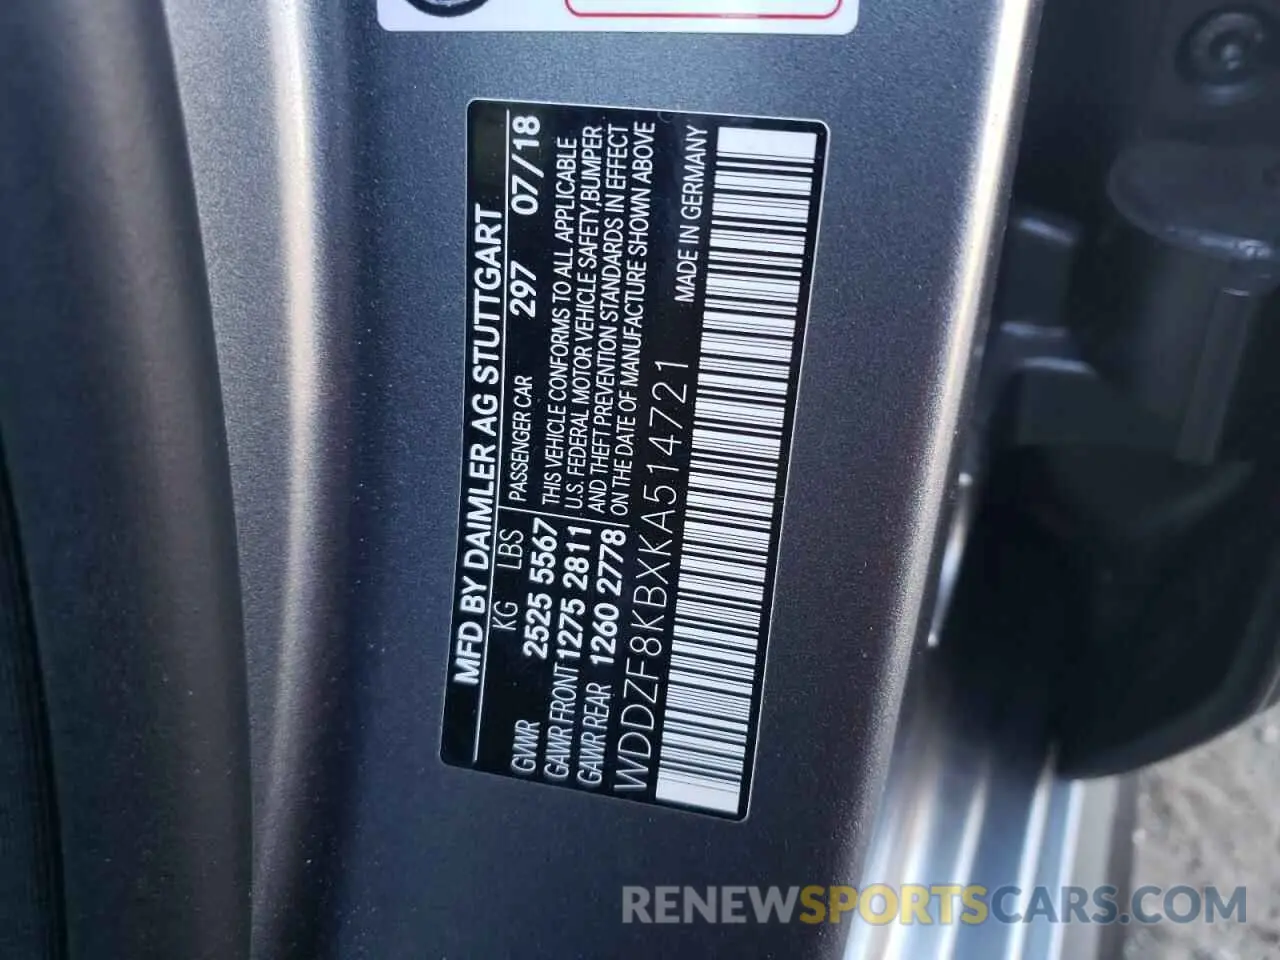 MFD BY DAIMLER AG STUTTGART
KG LBS
GVWR 2525 5567
GAWR FRONT 1275 2811
GAWR REAR 1260 2778
PASSENGER CAR 297 07/18
THIS VEHICLE CONFORMS TO ALL APPLICABLE
U.S. FEDERAL MOTOR VEHICLE SAFETY,BUMPER
AND THEFT PREVENTION STANDARDS IN EFFECT
ON THE DATE OF MANUFACTURE SHOWN ABOVE
WDDZF8KBXKA514721
MADE IN GERMANY
RENEWSPORTSCARS.COM